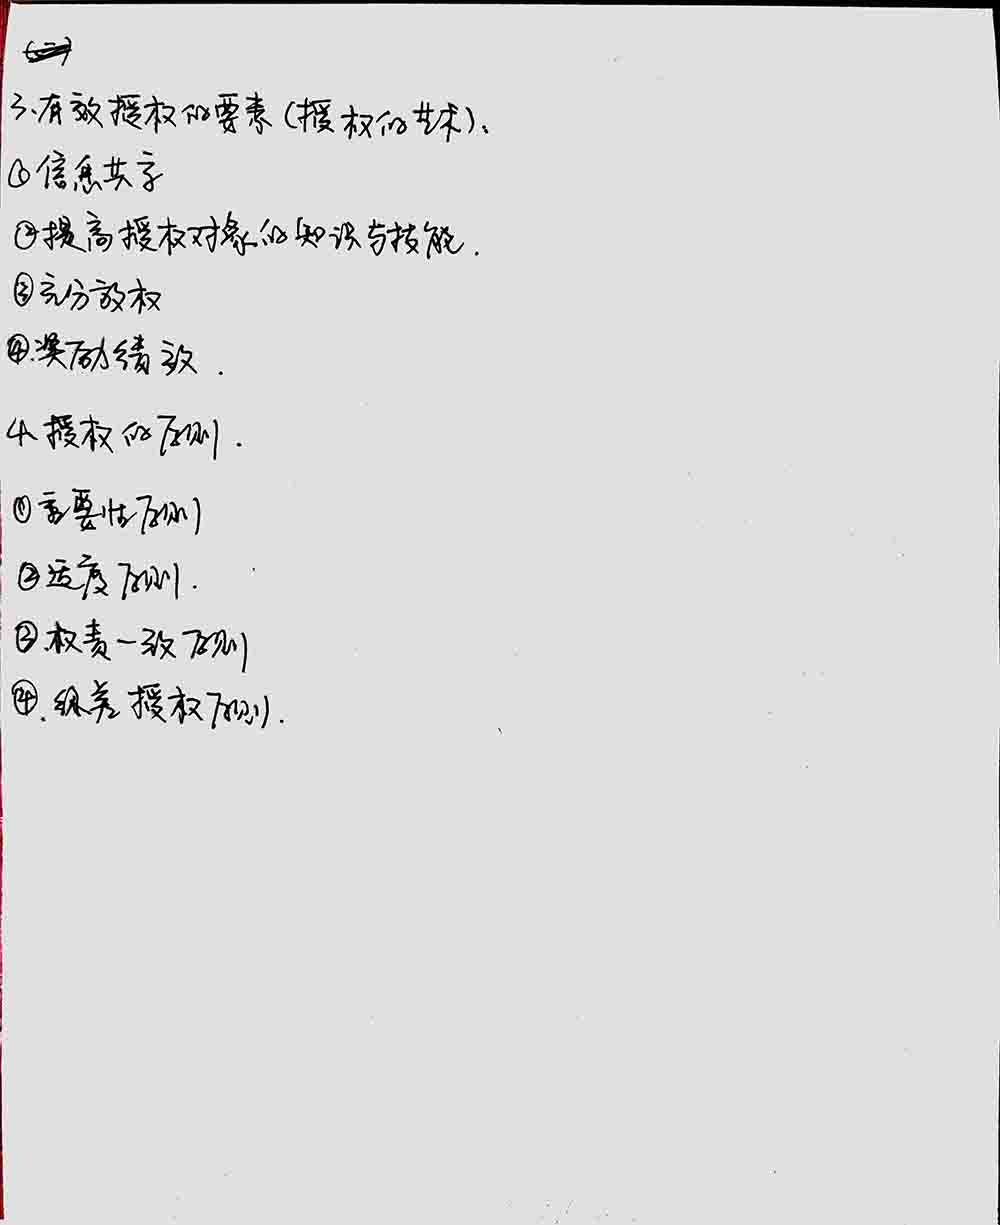 3、有效授权的要素(授权的艺术)：
①信息共享
②提高授权对象的知识与技能.
③充分放权
④.奖励绩效.
4、授权的原则.
①重要性原则
②适度原则.
③.权责一致原则
④.级差授权原则.